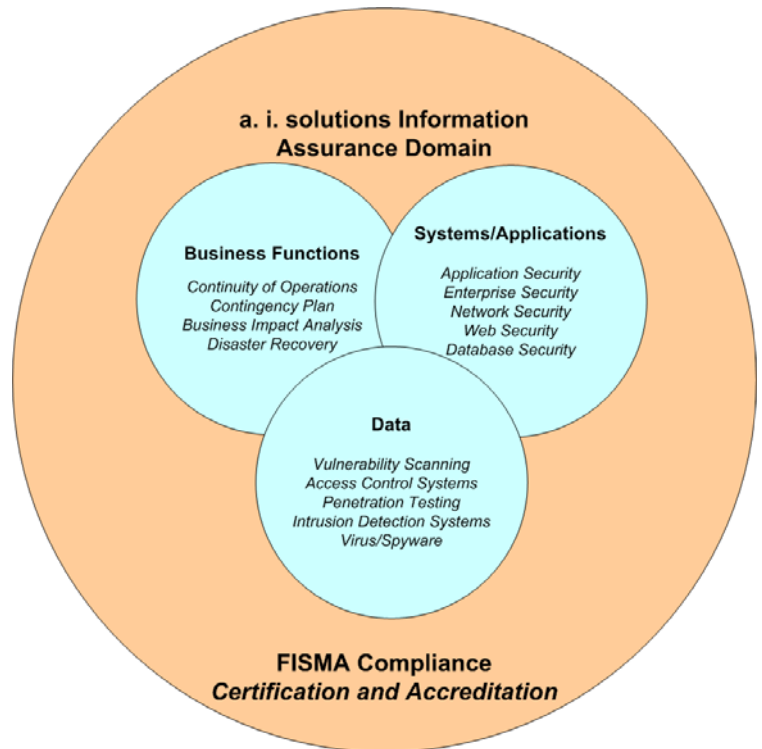 a. i. solutions Information
Assurance Domain
Business Functions
Continuity of Operations
Contingency Plan
Business Impact Analysis
Disaster Recovery
Systems/Applications
Application Security
Enterprise Security
Network Security
Web Security
Database Security
Data
Vulnerability Scanning
Access Control Systems
Penetration Testing
Intrusion Detection Systems
Virus/Spyware
FISMA Compliance
Certification and Accreditation